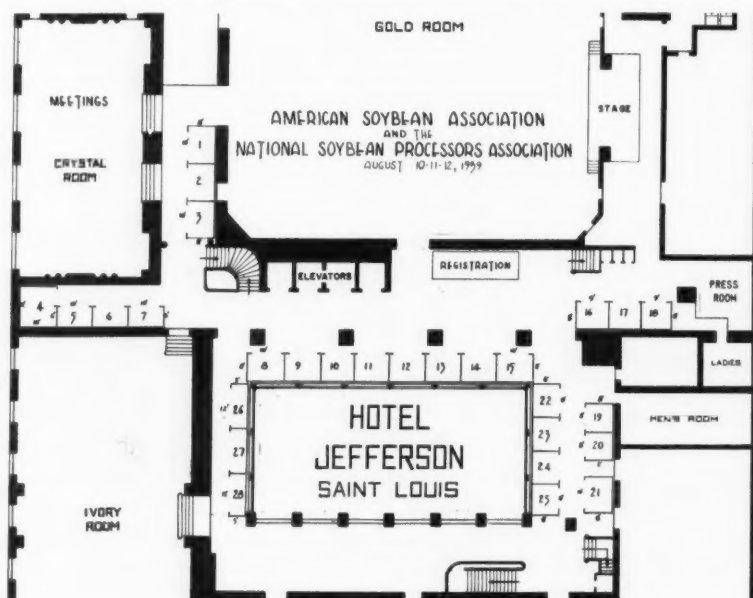 GOLD ROOM
MEETINGS
CRYSTAL
ROOM
AMERICAN SOYBEAN ASSOCIATION
AND THE
NATIONAL SOYBEAN PROCESSORS ASSOCIATION
AUGUST 10-11-12, 1959
STAGE
1
2
3
ELEVATORS
REGISTRATION
PRESS
ROOM
4 5 6 7
16 17 18
LADIES
8 9 10 11 12 13 14 15
MEN'S ROOM
26
27
28
HOTEL
JEFFERSON
SAINT LOUIS
22
23
24
25
19
20
21
IVORY
ROOM